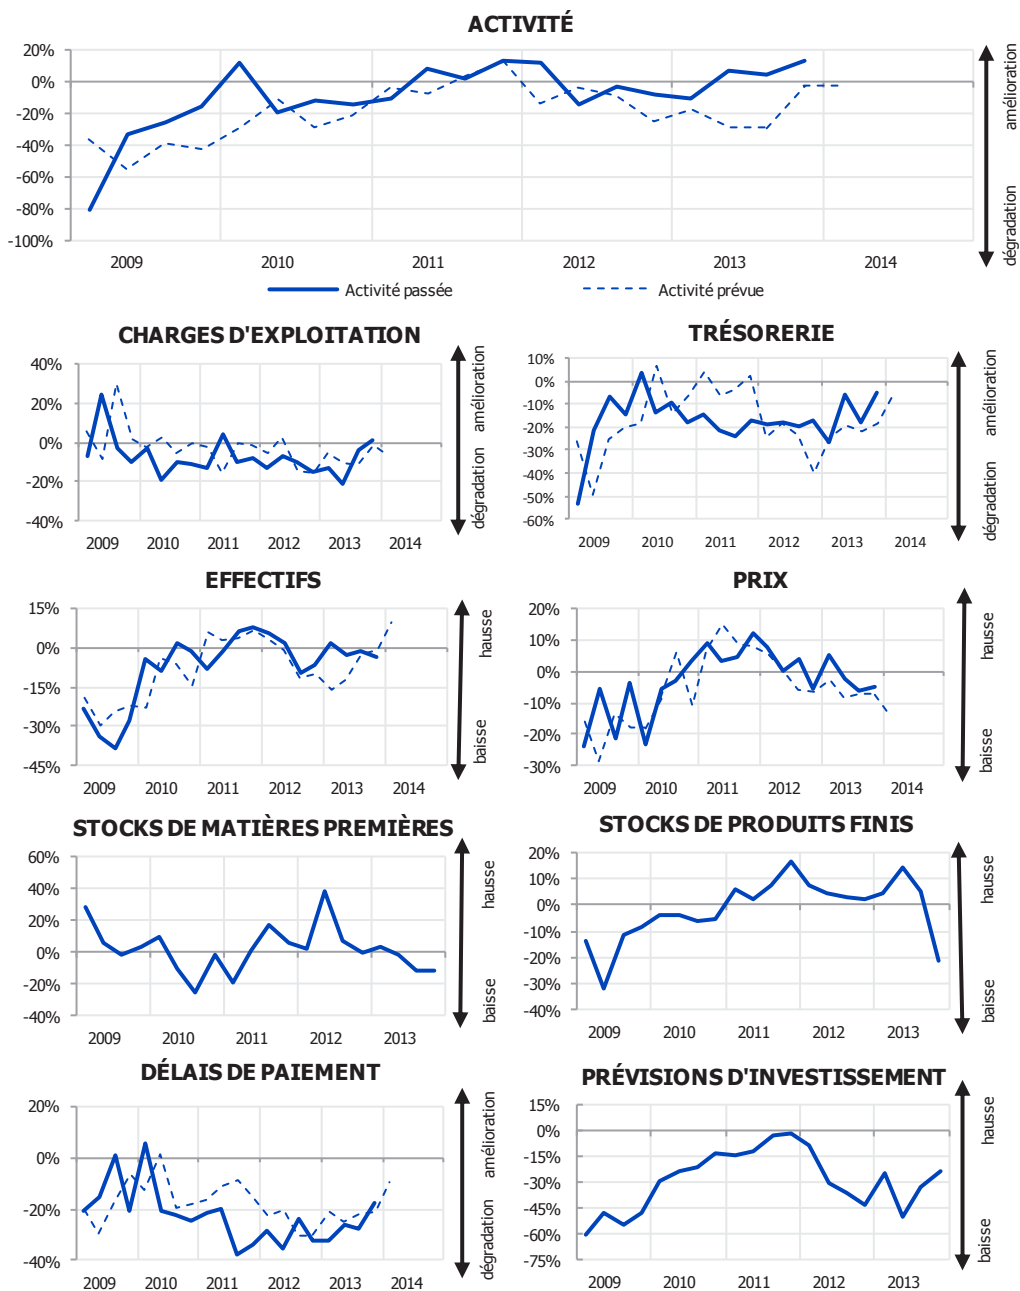 ACTIVITÉ
20%
0%
-20%
-40%
-60%
-80%
-100%
2009 2010 2011 2012 2013 2014
amélioration
dégradation
Activité passée Activité prévue
CHARGES D'EXPLOITATION
40%
20%
0%
-20%
-40%
2009 2010 2011 2012 2013 2014
amélioration
dégradation
TRÉSORERIE
10%
0%
-10%
-20%
-30%
-40%
-50%
-60%
2009 2010 2011 2012 2013 2014
amélioration
dégradation
EFFECTIFS
15%
0%
-15%
-30%
-45%
2009 2010 2011 2012 2013 2014
hausse
baisse
PRIX
20%
10%
0%
-10%
-20%
-30%
2009 2010 2011 2012 2013 2014
hausse
baisse
STOCKS DE MATIÈRES PREMIÈRES
60%
40%
20%
0%
-20%
-40%
2009 2010 2011 2012 2013
hausse
baisse
STOCKS DE PRODUITS FINIS
20%
10%
0%
-10%
-20%
-30%
-40%
2009 2010 2011 2012 2013
hausse
baisse
DÉLAIS DE PAIEMENT
20%
0%
-20%
-40%
2009 2010 2011 2012 2013 2014
amélioration
dégradation
PRÉVISIONS D'INVESTISSEMENT
15%
0%
-15%
-30%
-45%
-60%
-75%
2009 2010 2011 2012 2013
hausse
baisse